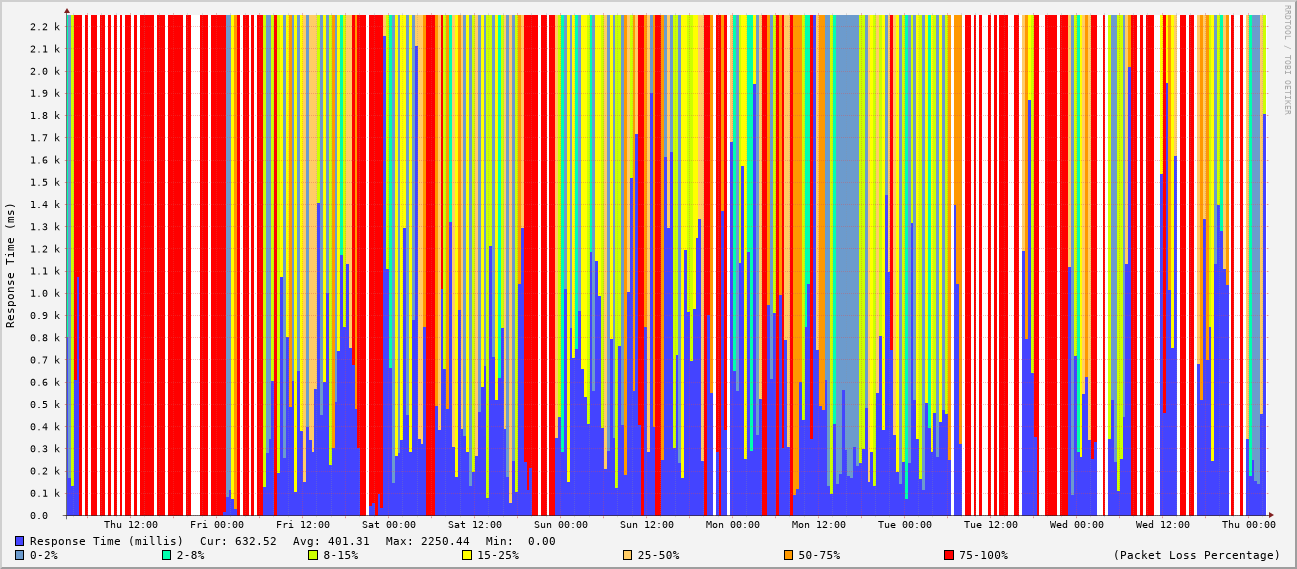 RRDTOOL / TOBI OETIKER
Response Time (ms)
2.2 k
2.1 k
2.0 k
1.9 k
1.8 k
1.7 k
1.6 k
1.5 k
1.4 k
1.3 k
1.2 k
1.1 k
1.0 k
0.9 k
0.8 k
0.7 k
0.6 k
0.5 k
0.4 k
0.3 k
0.2 k
0.1 k
0.0
Thu 12:00 Fri 00:00 Fri 12:00 Sat 00:00 Sat 12:00 Sun 00:00 Sun 12:00 Mon 00:00 Mon 12:00 Tue 00:00 Tue 12:00 Wed 00:00 Wed 12:00 Thu 00:00
Response Time (millis) Cur: 632.52 Avg: 401.31 Max: 2250.44 Min: 0.00
0-2% 2-8% 8-15% 15-25% 25-50% 50-75% 75-100% (Packet Loss Percentage)